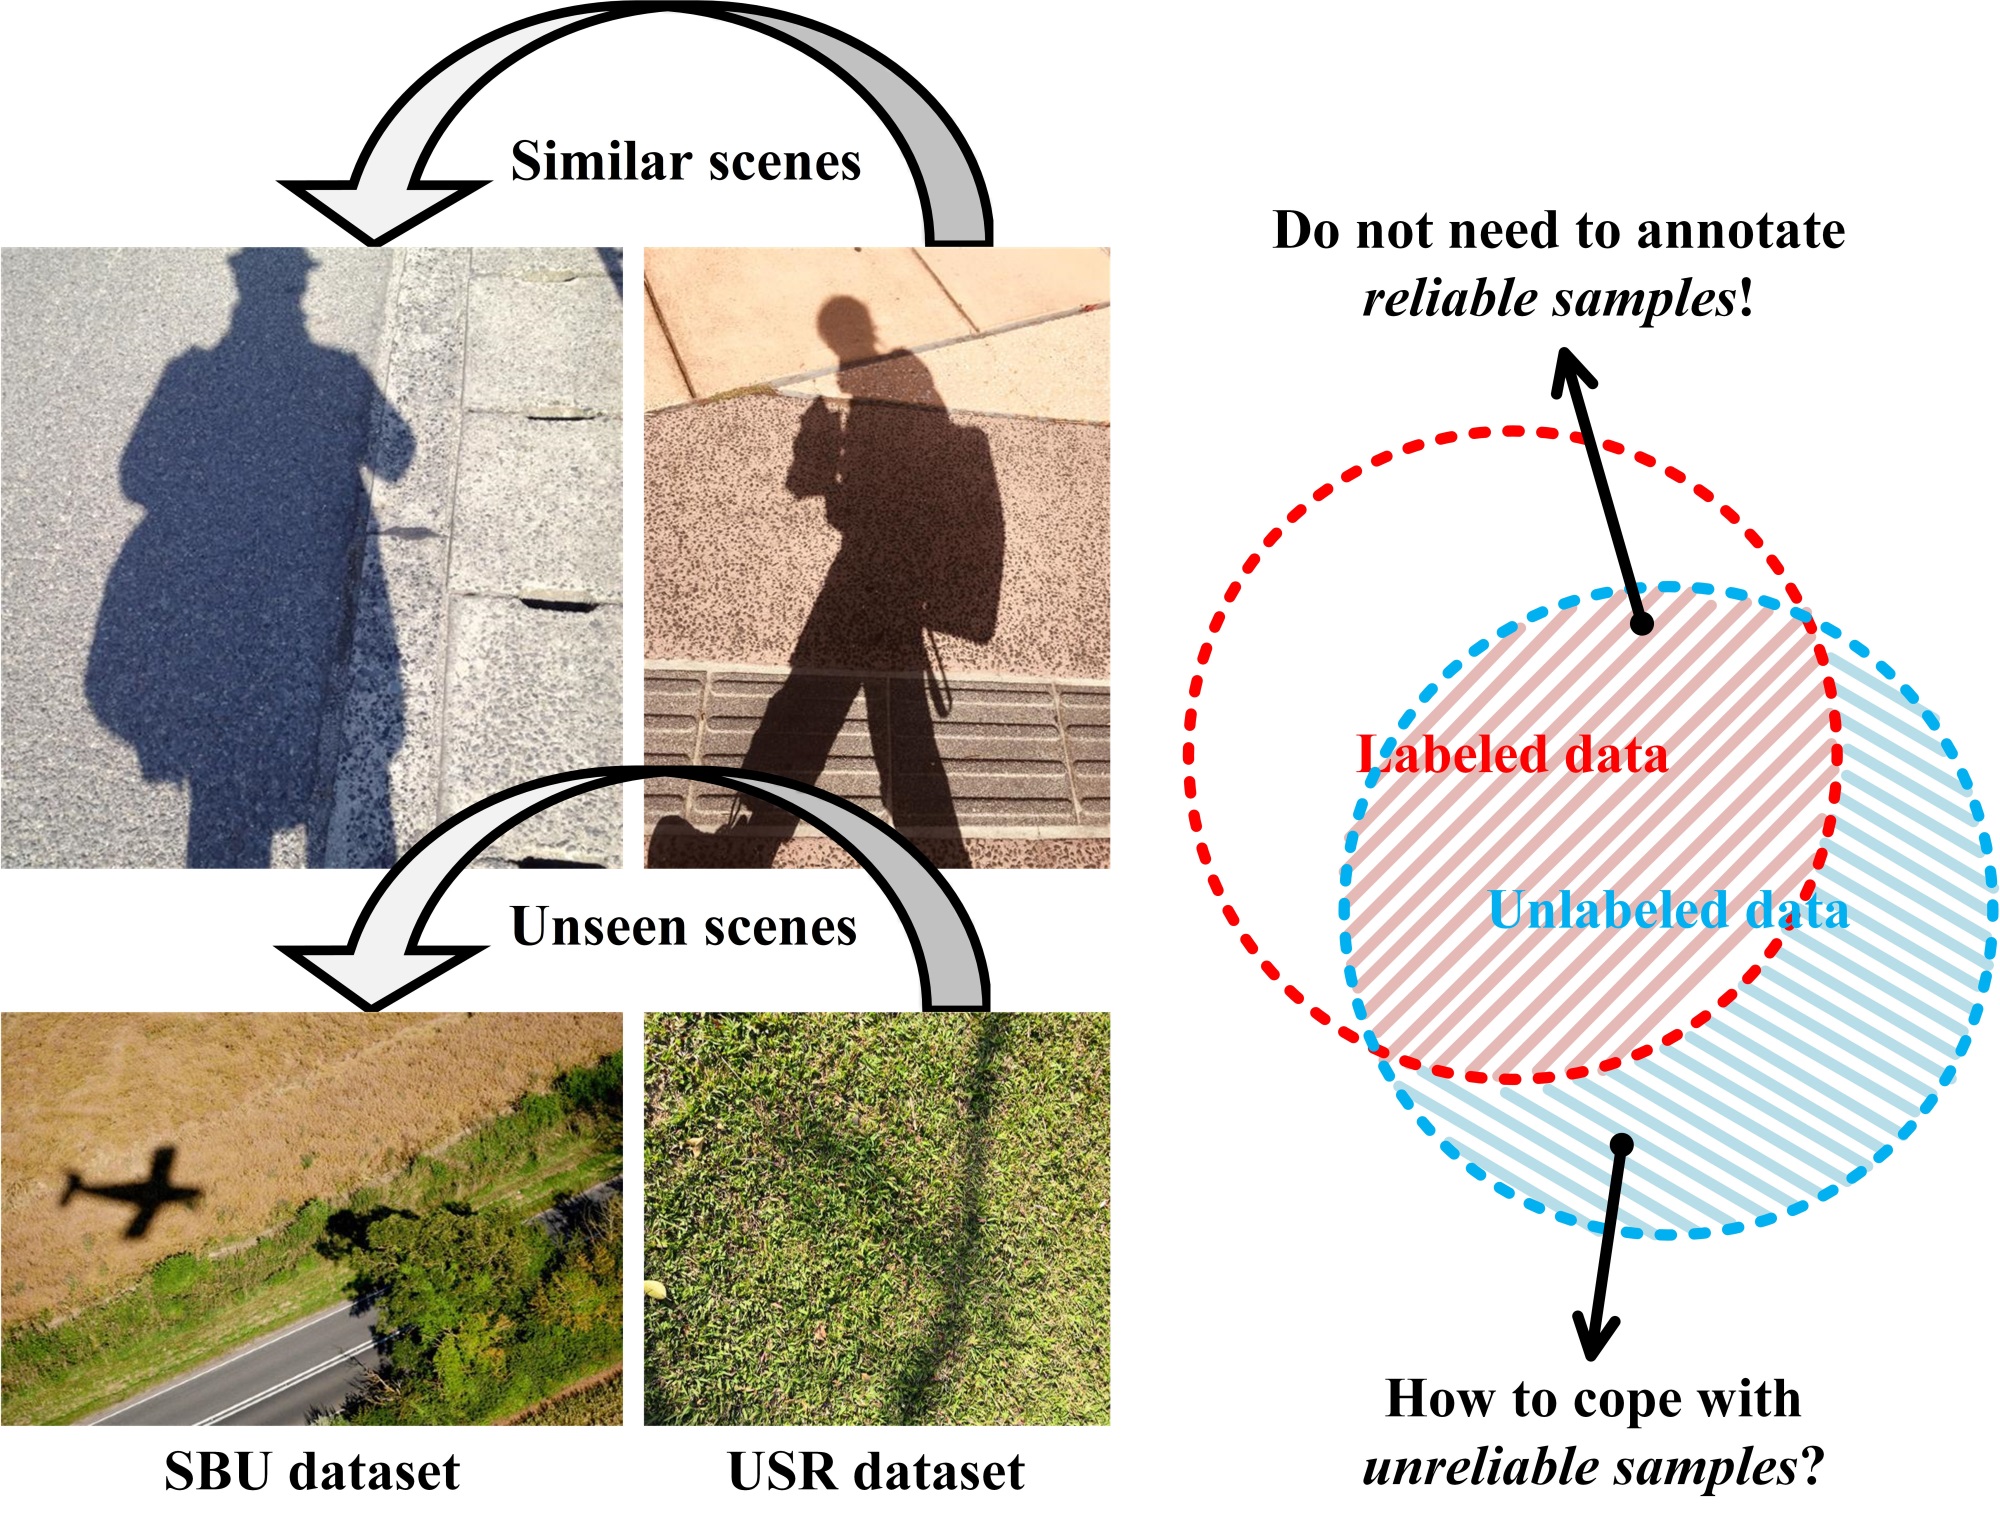 Similar scenes
Unseen scenes
SBU dataset
USR dataset
Do not need to annotate
reliable samples!
Labeled data
Unlabeled data
How to cope with
unreliable samples?